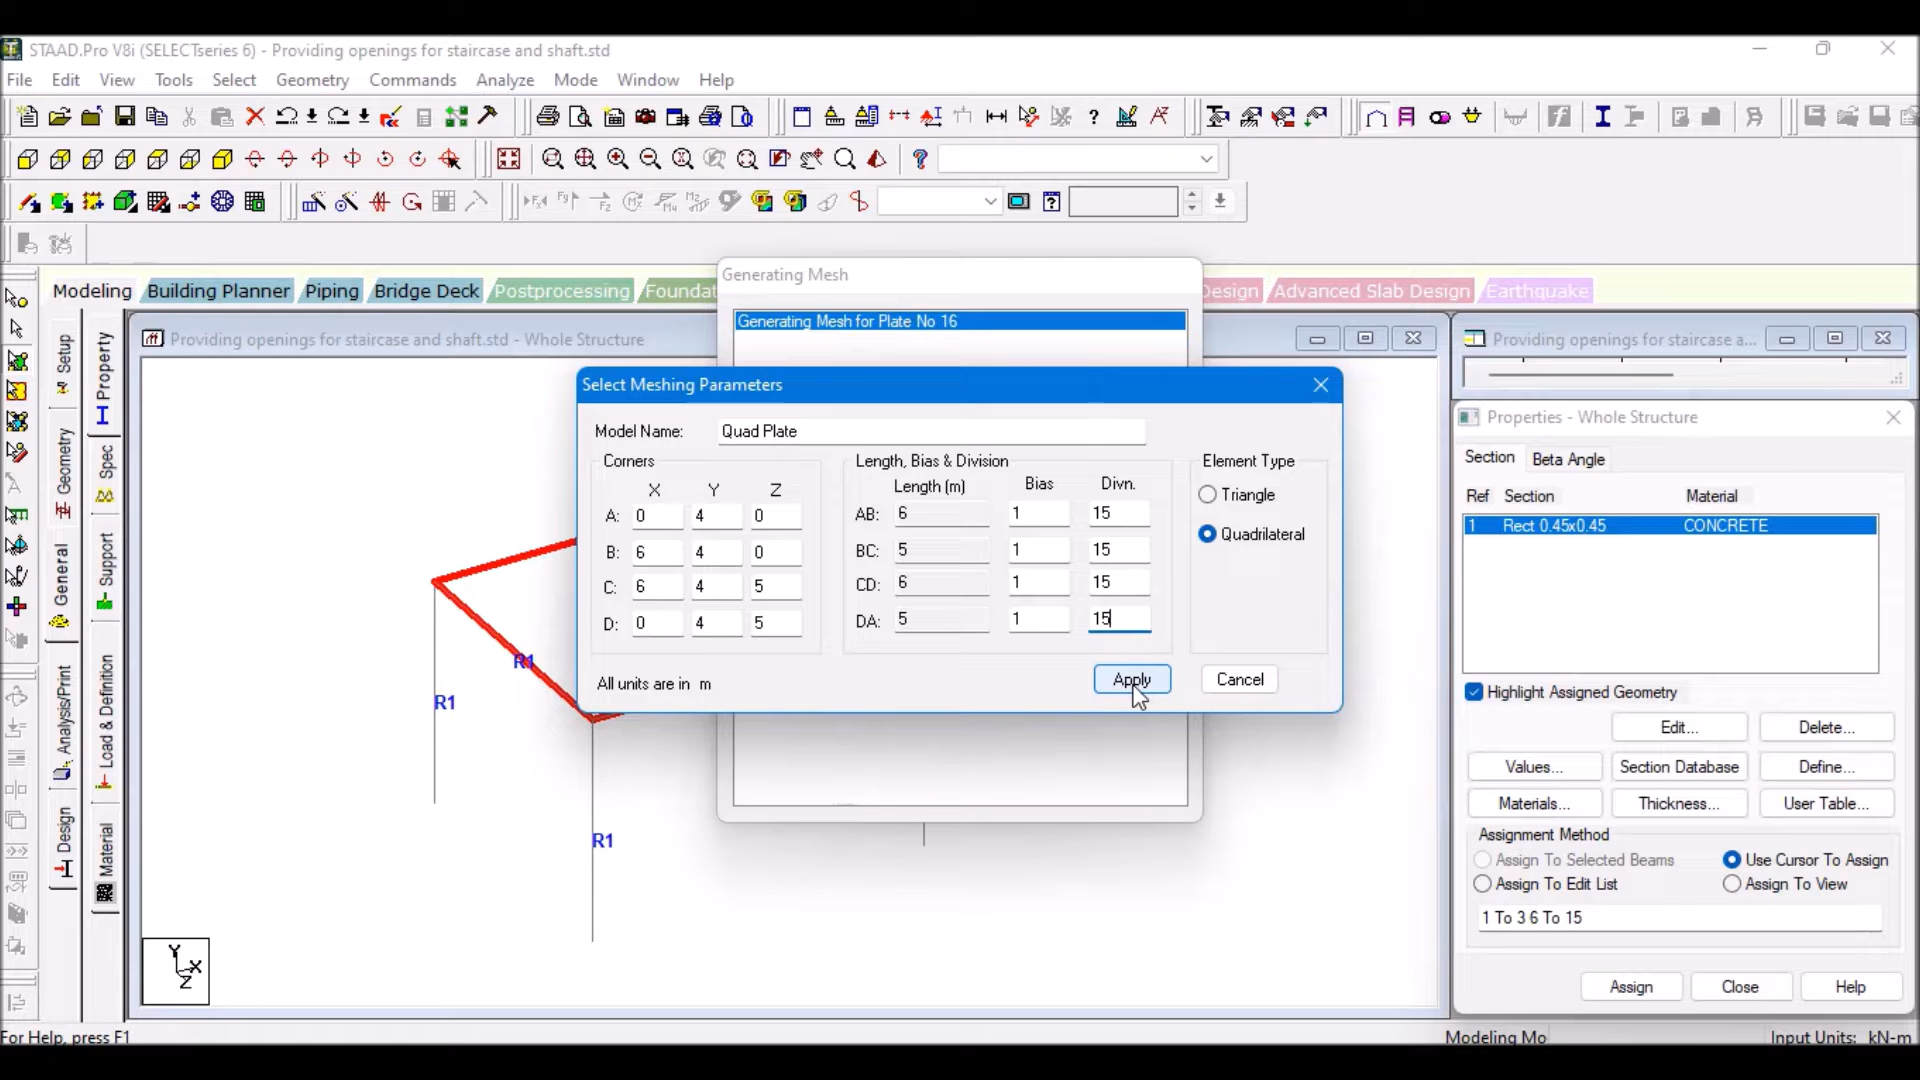 STAAD.Pro V8i (SELECTseries 6) - Providing openings for staircase and shaft.std
File Edit View Tools Select Geometry Commands Analyze Mode Window Help
Modeling Building Planner Piping Bridge Deck Postprocessing Foundat Design Advanced Slab Design Earthquake
Providing openings for staircase and shaft.std - Whole Structure
Providing openings for staircase a...
Setup
Geometry
General
Analysis/Print
Design
Property
Spec
Support
Load & Definition
Material
Generating Mesh
Generating Mesh for Plate No 16
Select Meshing Parameters
Model Name: Quad Plate
Corners
X Y Z
A: 0 4 0
B: 6 4 0
C: 6 4 5
D: 0 4 5
All units are in m
Length, Bias & Division
Length (m) Bias Divn.
AB: 6 1 15
BC: 5 1 15
CD: 6 1 15
DA: 5 1 15
Element Type
Triangle
Quadrilateral
Apply Cancel
R1
R1
R1
Y
X
Z
Properties - Whole Structure
Section Beta Angle
Ref Section Material
1 Rect 0.45x0.45 CONCRETE
Highlight Assigned Geometry
Edit... Delete...
Values... Section Database Define...
Materials... Thickness... User Table...
Assignment Method
Assign To Selected Beams Use Cursor To Assign
Assign To Edit List Assign To View
1 To 3 6 To 15
Assign Close Help
For Help, press F1
Modeling Mo Input Units: kN-m